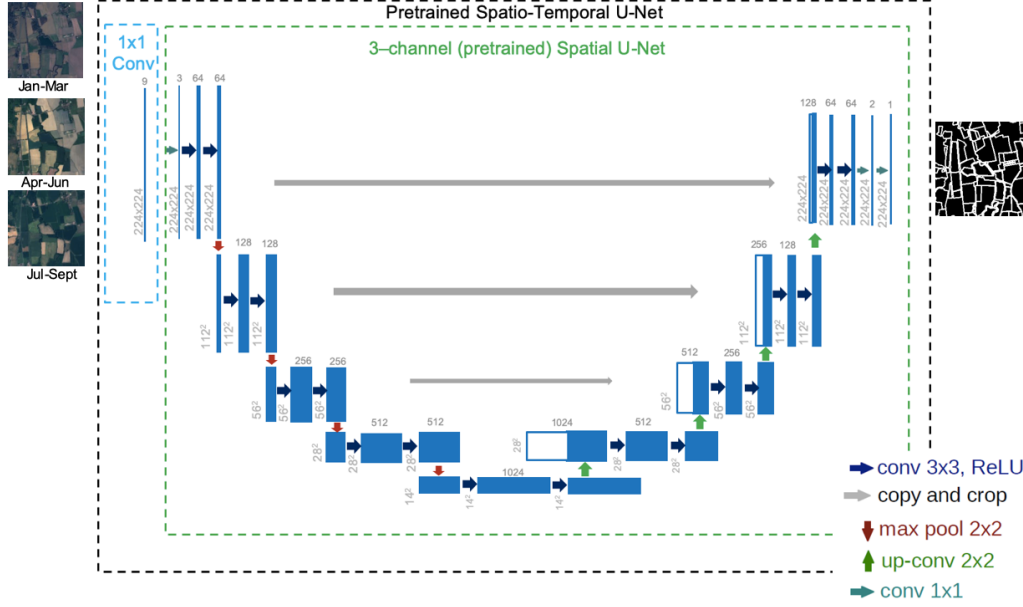 Pretrained Spatio-Temporal U-Net
3–channel (pretrained) Spatial U-Net
1x1
Conv
Jan-Mar
Apr-Jun
Jul-Sept
9
3
64
64
224x224
224x224
224x224
224x224
128
64
64
2
1
224x224
224x224
224x224
224x224
224x224
128
128
112²
112²
112²
256
128
112²
112²
112²
256
256
56²
56²
56²
512
256
56²
56²
56²
512
512
28²
28²
28²
1024
512
28²
28²
28²
1024
14²
14²
14²
conv 3x3, ReLU
copy and crop
max pool 2x2
up-conv 2x2
conv 1x1